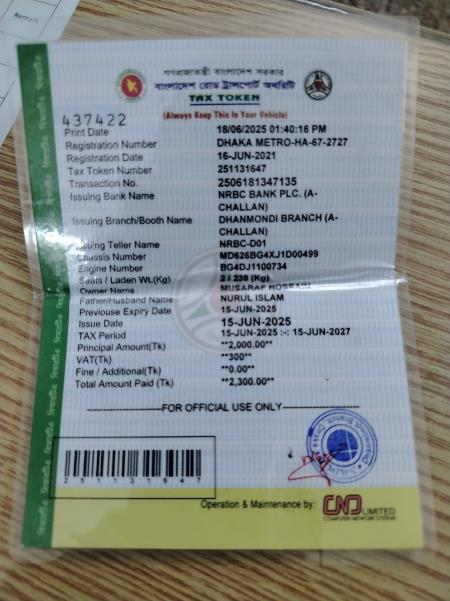 গণপ্রজাতন্ত্রী বাংলাদেশ সরকার
বাংলাদেশ রোড ট্রান্সপোর্ট অথরিটি
TAX TOKEN
(Always Keep This In Your Vehicle)
437422
Print Date 18/06/2025 01:40:16 PM
Registration Number DHAKA METRO-HA-67-2727
Registration Date 16-JUN-2021
Tax Token Number 251131647
Transaction No. 2506181347135
Issuing Bank Name NRBC BANK PLC. (A-
CHALLAN)
Issuing Branch/Booth Name DHANMONDI BRANCH (A-
CHALLAN)
Issuing Teller Name NRBC-D01
Chassis Number MD626BG4XJ1D00499
Engine Number BG4DJ1100734
Seats / Laden Wt.(Kg) 2 / 238 (Kg)
Owner Name MUSARAF HOSSAIN
Father/Husband Name NURUL ISLAM
Previouse Expiry Date 15-JUN-2025
Issue Date 15-JUN-2025
TAX Period 15-JUN-2025 :-: 15-JUN-2027
Principal Amount(Tk) **2,000.00**
VAT(Tk) **300**
Fine / Additional(Tk) **0.00**
Total Amount Paid (Tk) **2,300.00**
FOR OFFICIAL USE ONLY
251131647
Operation & Maintenance by: CNS LIMITED
COMPUTER NETWORK SYSTEMS